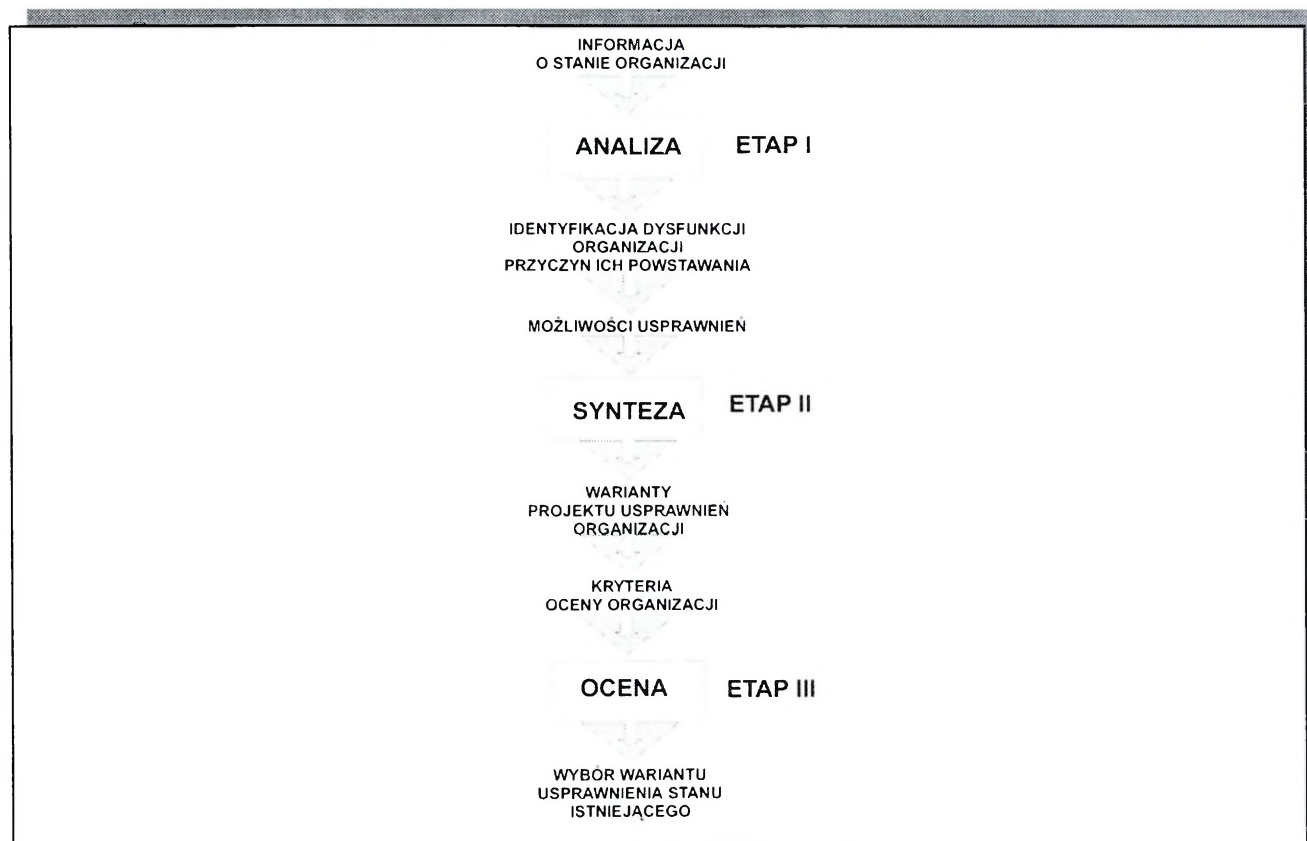 INFORMACJA
O STANIE ORGANIZACJI
ANALIZA ETAP I
IDENTYFIKACJA DYSFUNKCJI
ORGANIZACJI
PRZYCZYN ICH POWSTAWANIA
MOŻLIWOŚCI USPRAWNIEŃ
SYNTEZA ETAP II
WARIANTY
PROJEKTU USPRAWNIEŃ
ORGANIZACJI
KRYTERIA
OCENY ORGANIZACJI
OCENA ETAP III
WYBÓR WARIANTU
USPRAWNIENIA STANU
ISTNIEJĄCEGO